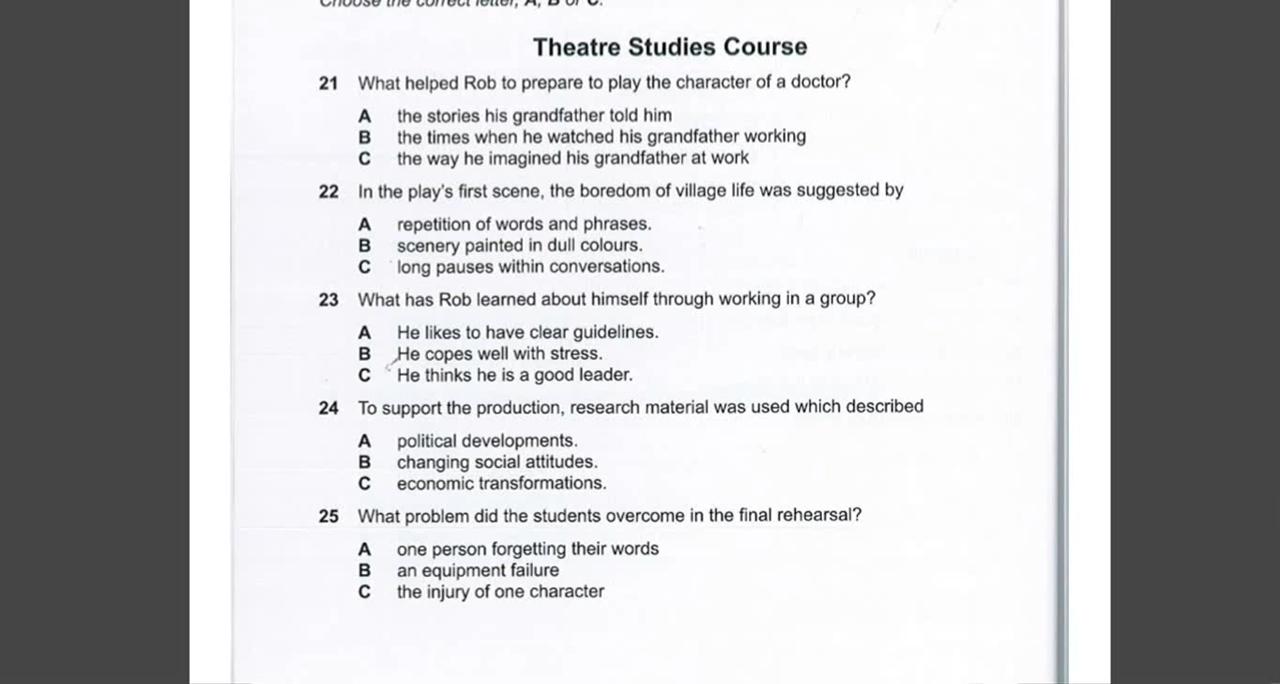 Choose the correct letter, A, B or C.
Theatre Studies Course
21 What helped Rob to prepare to play the character of a doctor?
A the stories his grandfather told him
B the times when he watched his grandfather working
C the way he imagined his grandfather at work
22 In the play's first scene, the boredom of village life was suggested by
A repetition of words and phrases.
B scenery painted in dull colours.
C long pauses within conversations.
23 What has Rob learned about himself through working in a group?
A He likes to have clear guidelines.
B He copes well with stress.
C He thinks he is a good leader.
24 To support the production, research material was used which described
A political developments.
B changing social attitudes.
C economic transformations.
25 What problem did the students overcome in the final rehearsal?
A one person forgetting their words
B an equipment failure
C the injury of one character